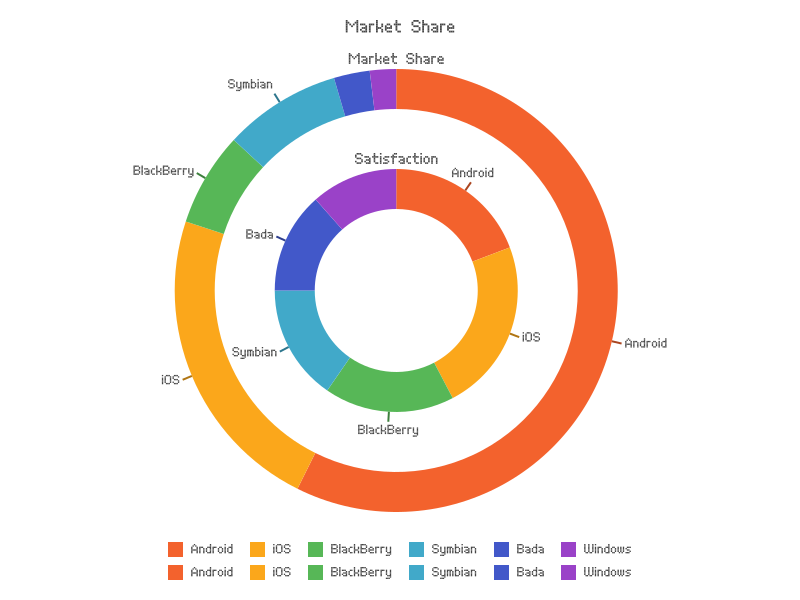 Market Share
Market Share
Symbian
Satisfaction
BlackBerry
Android
Bada
iOS
Android
Symbian
iOS
BlackBerry
Android iOS BlackBerry Symbian Bada Windows
Android iOS BlackBerry Symbian Bada Windows